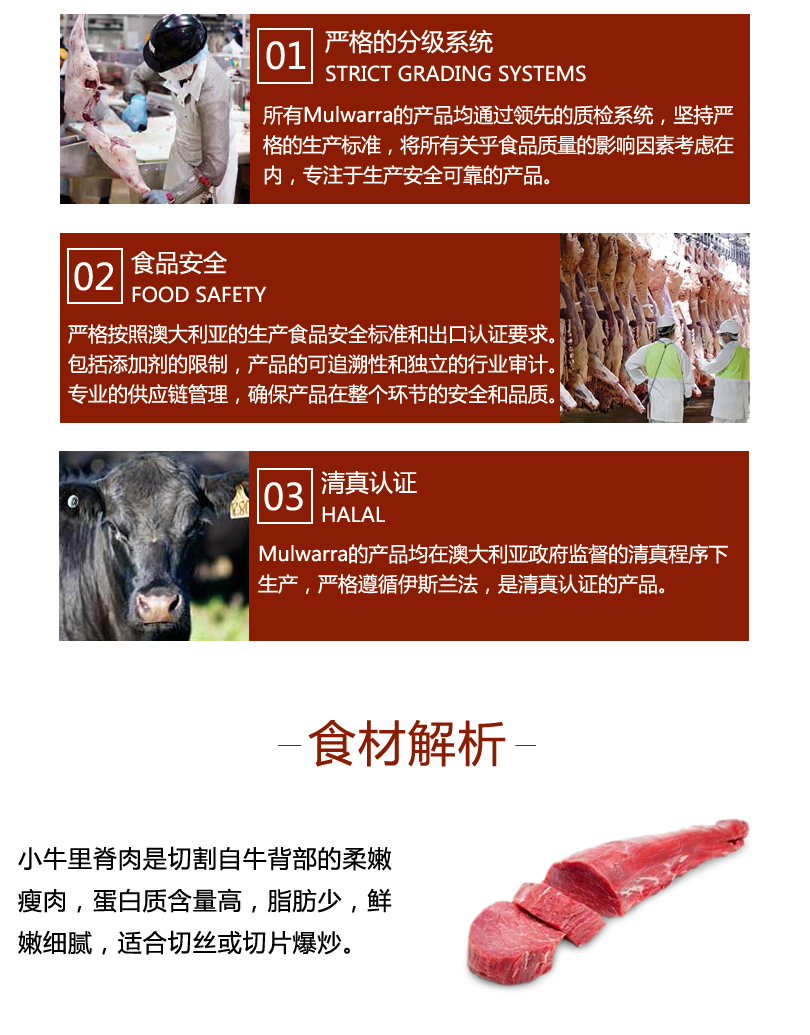 01
严格的分级系统
STRICT GRADING SYSTEMS
所有Mulwarra的产品均通过领先的质检系统，坚持严
格的生产标准，将所有关乎食品质量的影响因素考虑在
内，专注于生产安全可靠的产品。
02
食品安全
FOOD SAFETY
严格按照澳大利亚的生产食品安全标准和出口认证要求。
包括添加剂的限制，产品的可追溯性和独立的行业审计。
专业的供应链管理，确保产品在整个环节的安全和品质。
03
清真认证
HALAL
Mulwarra的产品均在澳大利亚政府监督的清真程序下
生产，严格遵循伊斯兰法，是清真认证的产品。
食材解析
小牛里脊肉是切割自牛背部的柔嫩
瘦肉，蛋白质含量高，脂肪少，鲜
嫩细腻，适合切丝或切片爆炒。